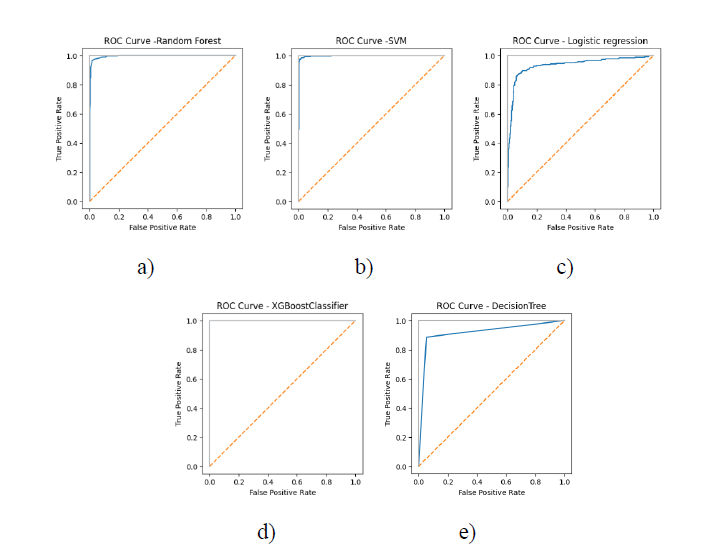 ROC Curve -Random Forest
ROC Curve -SVM
ROC Curve - Logistic regression
1.0
0.8
0.6
0.4
0.2
0.0
True Positive Rate
0.0 0.2 0.4 0.6 0.8 1.0
False Positive Rate
1.0
0.8
0.6
0.4
0.2
0.0
True Positive Rate
0.0 0.2 0.4 0.6 0.8 1.0
False Positive Rate
1.0
0.8
0.6
0.4
0.2
0.0
True Positive Rate
0.0 0.2 0.4 0.6 0.8 1.0
False Positive Rate
a)
b)
c)
ROC Curve - XGBoostClassifier
ROC Curve - DecisionTree
1.0
0.8
0.6
0.4
0.2
0.0
True Positive Rate
0.0 0.2 0.4 0.6 0.8 1.0
False Positive Rate
1.0
0.8
0.6
0.4
0.2
0.0
True Positive Rate
0.0 0.2 0.4 0.6 0.8 1.0
False Positive Rate
d)
e)